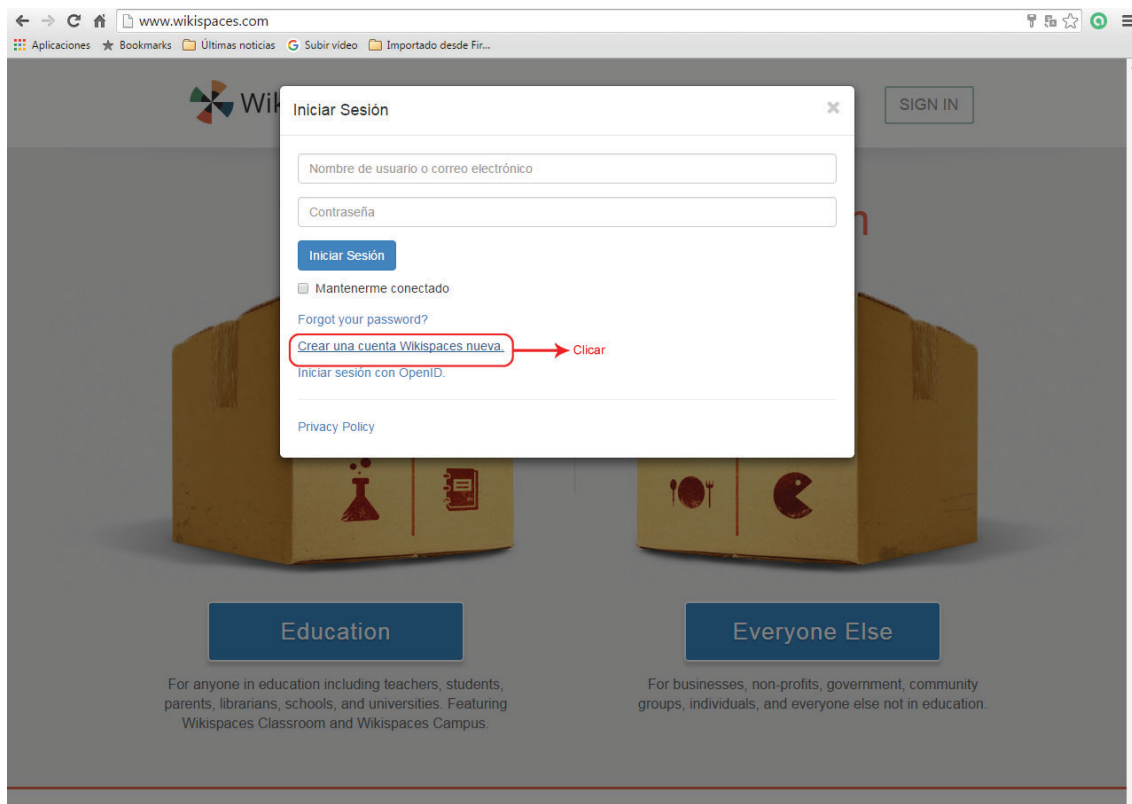 www.wikispaces.com
Aplicaciones Bookmarks Últimas noticias G Subir video Importado desde Fir...
Wik
SIGN IN
Iniciar Sesión
Nombre de usuario o correo electrónico
Contraseña
Iniciar Sesión
Mantenerme conectado
Forgot your password?
Crear una cuenta Wikispaces nueva. Clicar
Iniciar sesión con OpenID.
Privacy Policy
Education
For anyone in education including teachers, students,
parents, librarians, schools, and universities. Featuring
Wikispaces Classroom and Wikispaces Campus.
Everyone Else
For businesses, non-profits, government, community
groups, individuals, and everyone else not in education.